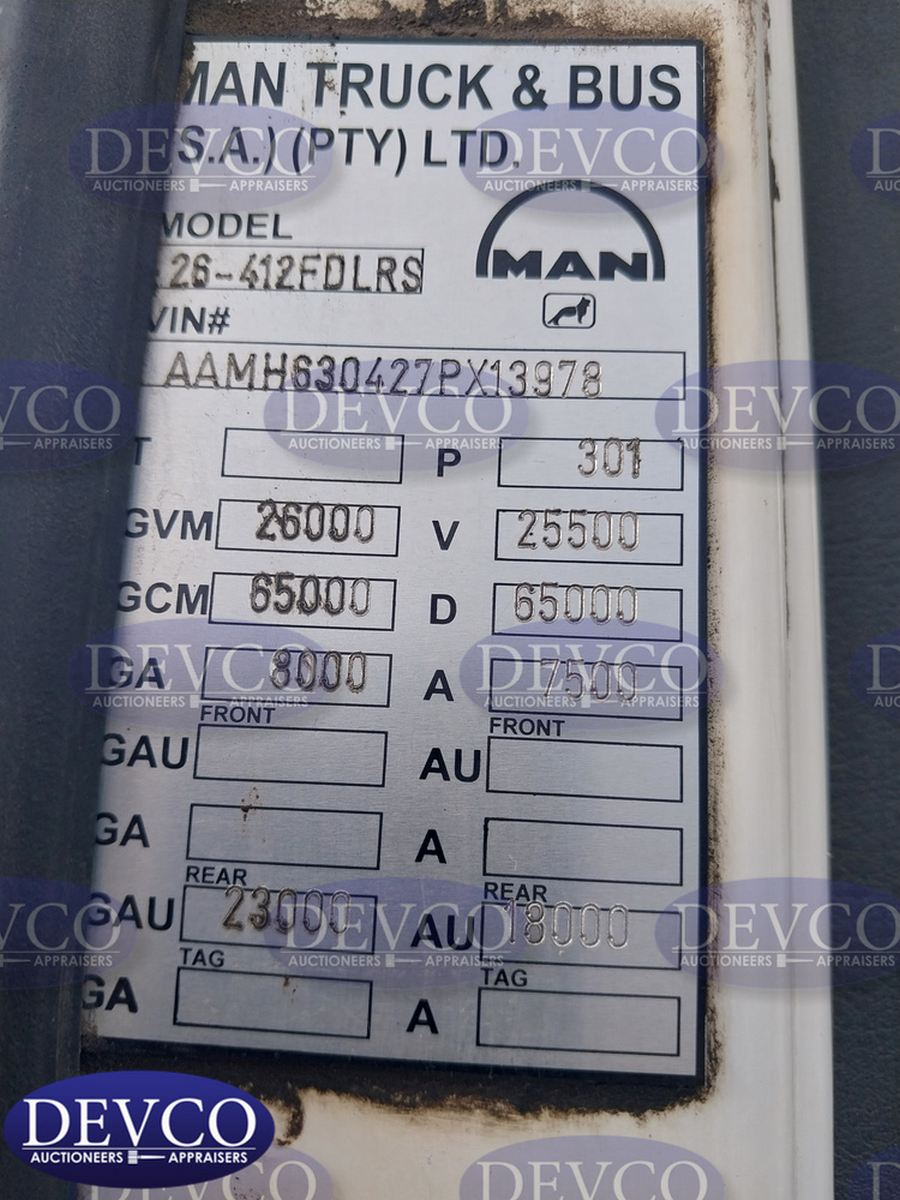 MAN TRUCK & BUS
S.A.) (PTY) LTD.
MODEL
26-412FDLRS
MAN
VIN#
AAMH630427PX13978
T P 301
GVM 26000 V 25500
GCM 65000 D 65000
GA 8000 A 7500
FRONT FRONT
GAU AU
GA A
REAR REAR
GAU 23000 AU 18000
TAG TAG
GA A
DEVCO
AUCTIONEERS APPRAISERS